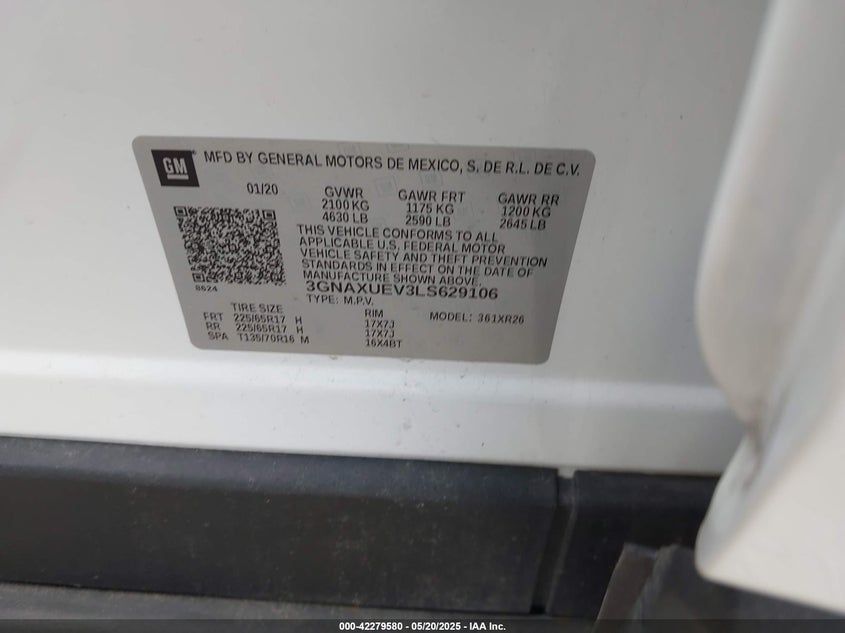 GM
MFD BY GENERAL MOTORS DE MEXICO, S. DE R.L. DE C.V.
01/20 GVWR GAWR FRT GAWR RR
2100 KG 1175 KG 1200 KG
4630 LB 2590 LB 2645 LB
THIS VEHICLE CONFORMS TO ALL
APPLICABLE U.S. FEDERAL MOTOR
VEHICLE SAFETY AND THEFT PREVENTION
STANDARDS IN EFFECT ON THE DATE OF
MANUFACTURE SHOWN ABOVE.
8624
3GNAXUEV3LS629106
TYPE: M.P.V.
TIRE SIZE RIM MODEL: 361XR26
FRT 225/65R17 H 17X7J
RR 225/65R17 H 17X7J
SPA T135/70R16 M 16X4BT
000-42279580 - 05/20/2025 - IAA Inc.